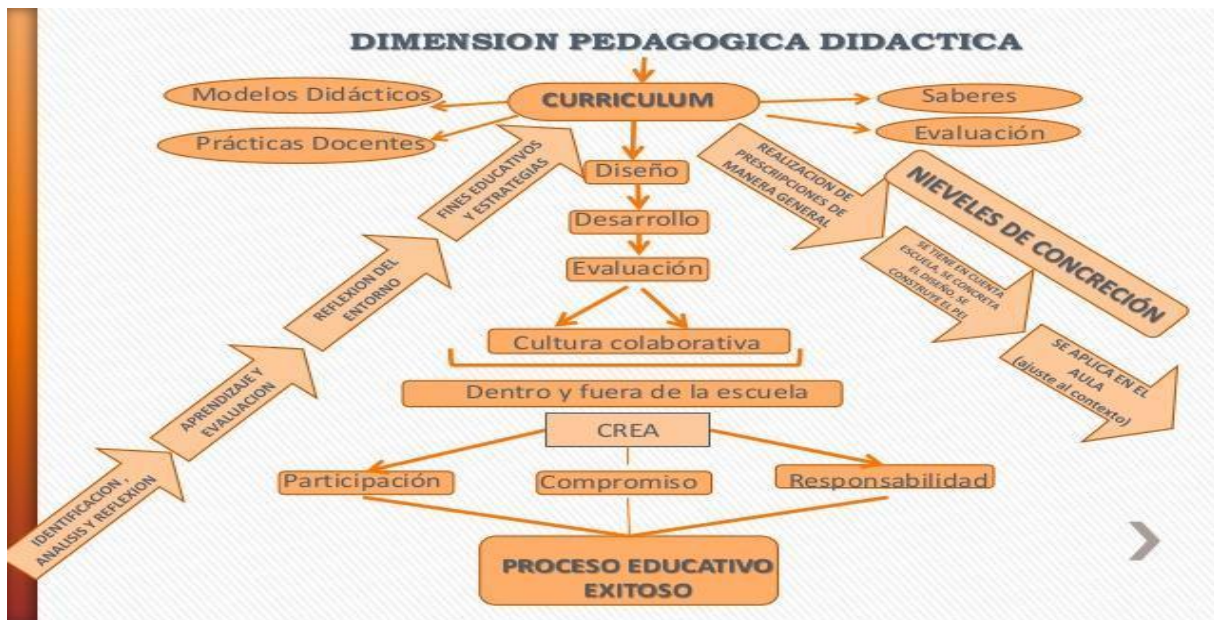 DIMENSION PEDAGOGICA DIDACTICA
Modelos Didácticos
CURRICULUM
Saberes
Prácticas Docentes
Evaluación
Diseño
Desarrollo
Evaluación
Cultura colaborativa
Dentro y fuera de la escuela
CREA
Participación
Compromiso
Responsabilidad
PROCESO EDUCATIVO
EXITOSO
IDENTIFICACION ,
ANALISIS Y REFLEXION
APRENDIZAJE Y
EVALUACION
REFLEXION DEL
ENTORNO
FINES EDUCATIVOS
Y ESTRATEGIAS
REALIZACION DE
PRESCRIPCIONES DE
MANERA GENERAL
SE TIENE EN CUENTA
ESCUELA, SE CONCRETA
EL DISEÑO, SE
CONSTRUYE EL PEI
SE APLICA EN EL
AULA
(ajuste al contexto)
NIEVELES DE CONCRECIÓN